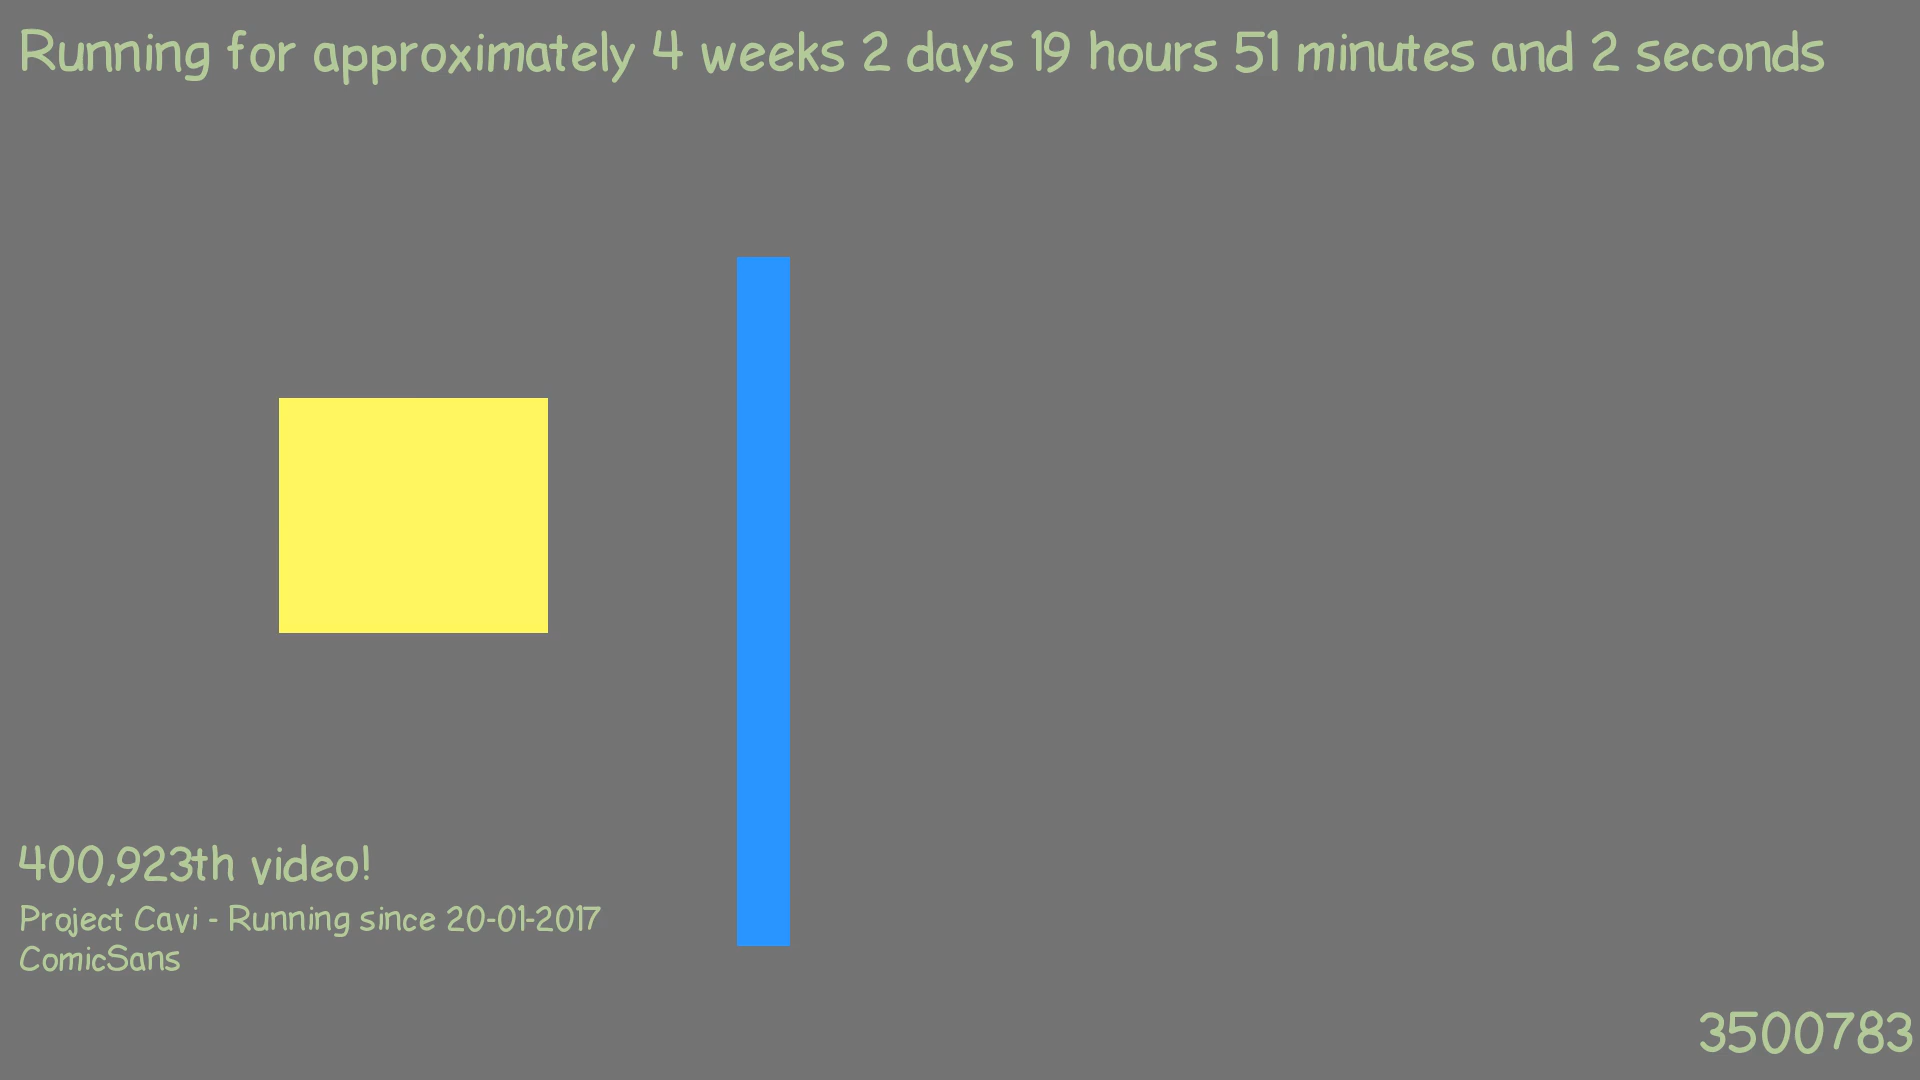 Running for approximately 4 weeks 2 days 19 hours 51 minutes and 2 seconds
400,923th video!
Project Cavi - Running since 20-01-2017
ComicSans
3500783